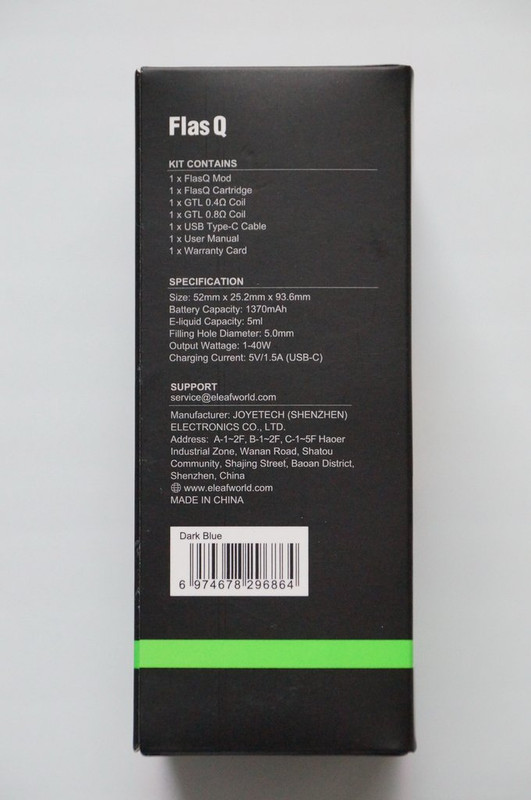 FlasQ
KIT CONTAINS
1 x FlasQ Mod
1 x FlasQ Cartridge
1 x GTL 0.4Ω Coil
1 x GTL 0.8Ω Coil
1 x USB Type-C Cable
1 x User Manual
1 x Warranty Card
SPECIFICATION
Size: 52mm x 25.2mm x 93.6mm
Battery Capacity: 1370mAh
E-liquid Capacity: 5ml
Filling Hole Diameter: 5.0mm
Output Wattage: 1-40W
Charging Current: 5V/1.5A (USB-C)
SUPPORT
service@eleafworld.com
Manufacturer: JOYETECH (SHENZHEN)
ELECTRONICS CO., LTD.
Address: A-1~2F, B-1~2F, C-1~5F Haoer
Industrial Zone, Wanan Road, Shatou
Community, Shajing Street, Baoan District,
Shenzhen, China
www.eleafworld.com
MADE IN CHINA
Dark Blue
6 974678 296864